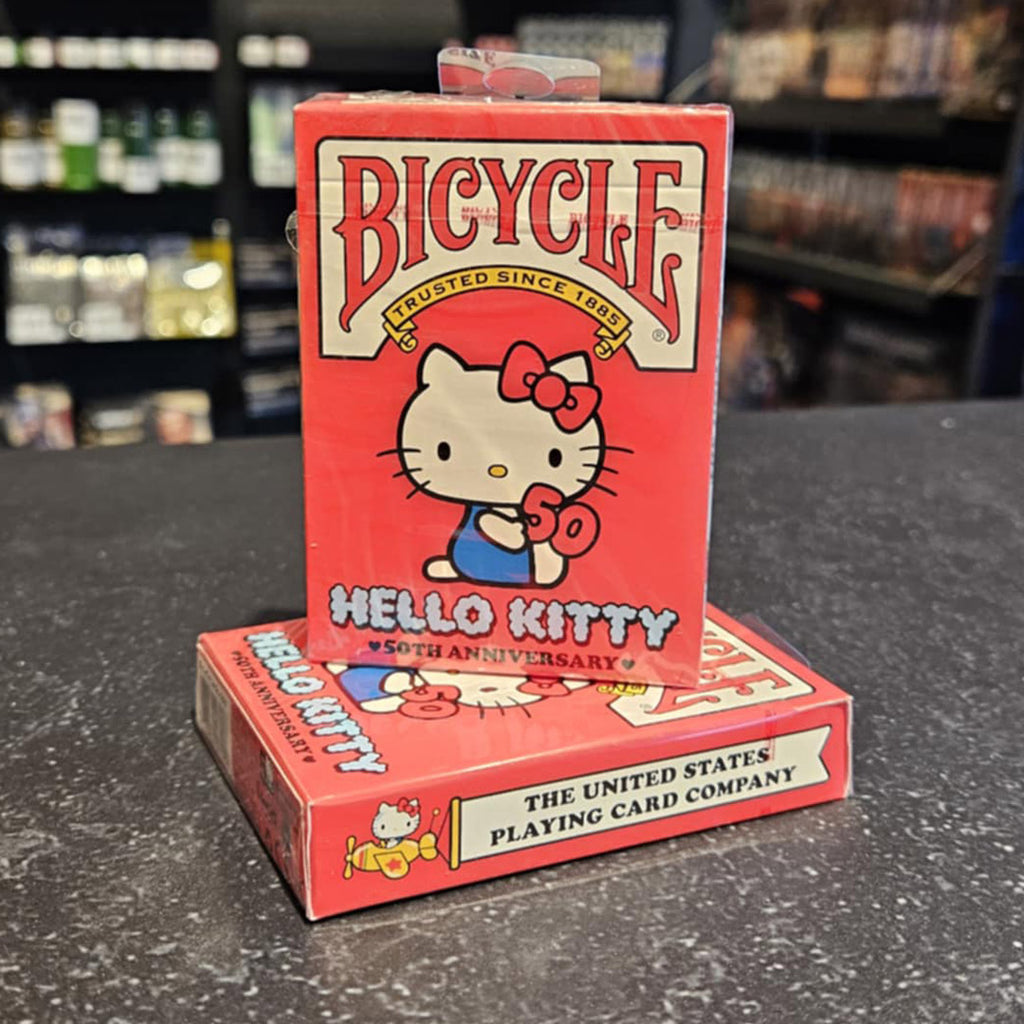 BICYCLE
TRUSTED SINCE 1885
®
50
HELLO KITTY
♥50TH ANNIVERSARY♥
HELLO KITTY
♥50TH ANNIVERSARY♥
50
THE UNITED STATES
PLAYING CARD COMPANY